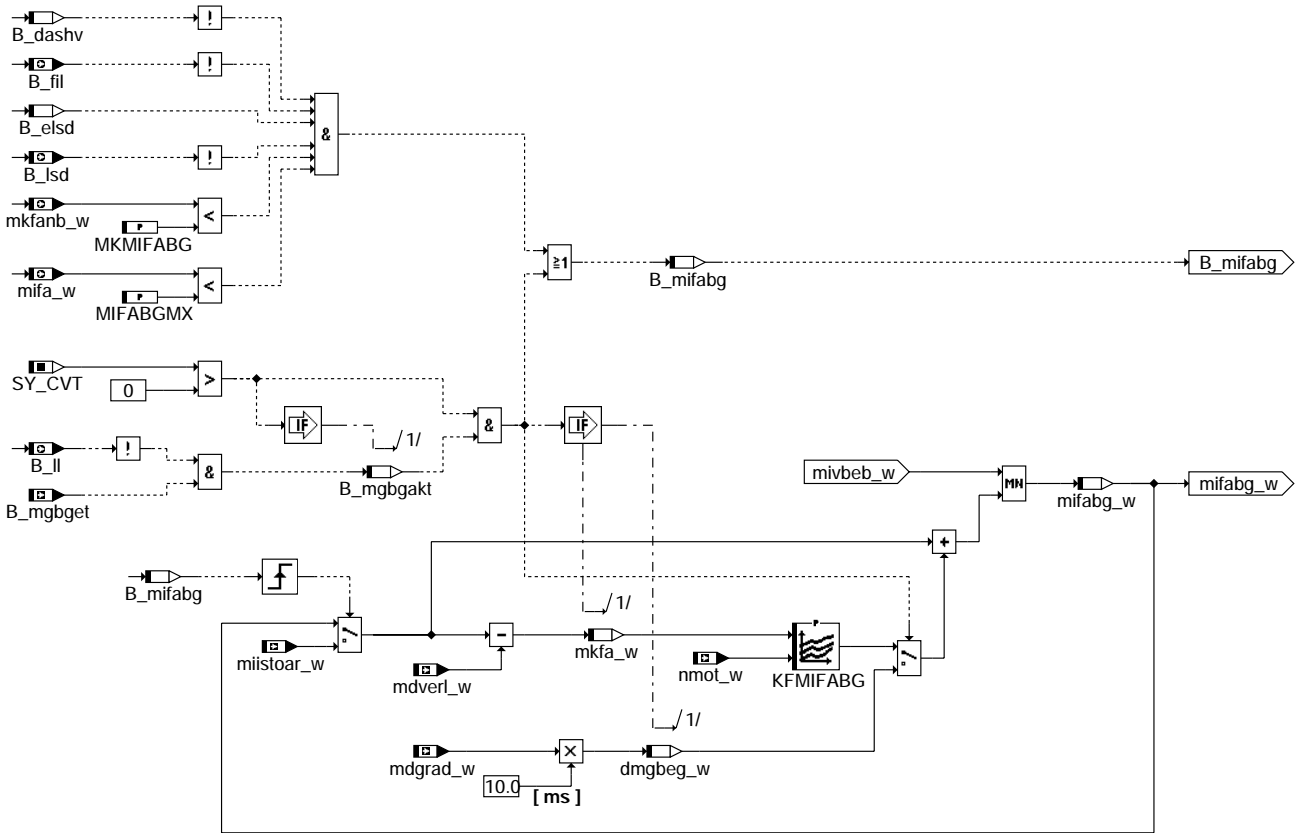 B_dashv
!
B_fil
!
B_elsd
&
B_lsd
!
mkfanb_w
<
P
MKMIFABG
mifa_w
<
P
MIFABGMX
≥1
B_mifabg
B_mifabg
SY_CVT
>
0
IF
/1/
&
IF
B_ll
!
&
B_mgbgakt
B_mgbget
mivbeb_w
MN
mifabg_w
mifabg_w
+
B_mifabg
miistoar_w
-
mdverl_w
/1/
mkfa_w
nmot_w
P
KFMIFABG
/1/
mdgrad_w
×
dmgbeg_w
10.0
[ ms ]